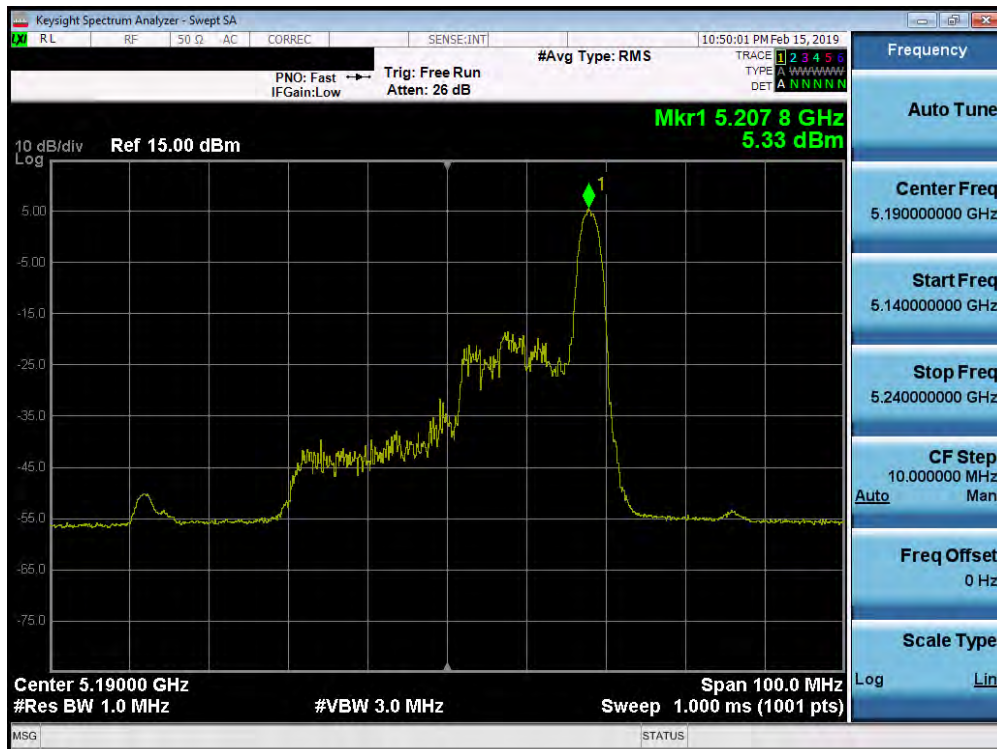 Keysight Spectrum Analyzer - Swept SA
LXI RL RF 50 Ω AC CORREC SENSE:INT 10:50:01 PM Feb 15, 2019
#Avg Type: RMS TRACE 1 2 3 4 5 6
PNO: Fast Trig: Free Run TYPE A WWWWW
IFGain:Low Atten: 26 dB DET A N N N N N
Mkr1 5.207 8 GHz
5.33 dBm
10 dB/div Ref 15.00 dBm
Log
1
5.00
-5.00
-15.0
-25.0
-35.0
-45.0
-55.0
-65.0
-75.0
Center 5.19000 GHz Span 100.0 MHz
#Res BW 1.0 MHz #VBW 3.0 MHz Sweep 1.000 ms (1001 pts)
MSG STATUS
Frequency
Auto Tune
Center Freq
5.190000000 GHz
Start Freq
5.140000000 GHz
Stop Freq
5.240000000 GHz
CF Step
10.000000 MHz
Auto Man
Freq Offset
0 Hz
Scale Type
Log Lin